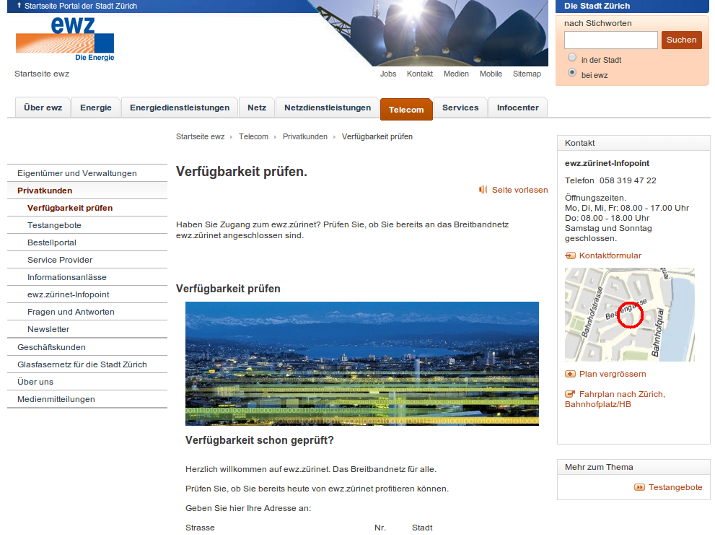 Startseite Portal der Stadt Zürich
ewz
Die Energie
Startseite ewz
Jobs Kontakt Medien Mobile Sitemap
Die Stadt Zürich
nach Stichworten
Suchen
in der Stadt
bei ewz
Über ewz Energie Energiedienstleistungen Netz Netzdienstleistungen Telecom Services Infocenter
Startseite ewz › Telecom › Privatkunden › Verfügbarkeit prüfen
Eigentümer und Verwaltungen
Privatkunden
Verfügbarkeit prüfen
Testangebote
Bestellportal
Service Provider
Informationsanlässe
ewz.zürinet-Infopoint
Fragen und Antworten
Newsletter
Geschäftskunden
Glasfasernetz für die Stadt Zürich
Über uns
Medienmitteilungen
Verfügbarkeit prüfen.
Seite vorlesen
Haben Sie Zugang zum ewz.zürinet? Prüfen Sie, ob Sie bereits an das Breitbandnetz
ewz.zürinet angeschlossen sind.
Verfügbarkeit prüfen
Verfügbarkeit schon geprüft?
Herzlich willkommen auf ewz.zürinet. Das Breitbandnetz für alle.
Prüfen Sie, ob Sie bereits heute von ewz.zürinet profitieren können.
Geben Sie hier Ihre Adresse an:
Strasse Nr. Stadt
Kontakt
ewz.zürinet-Infopoint
Telefon 058 319 47 22
Öffnungszeiten.
Mo, Di, Mi, Fr: 08.00 - 17.00 Uhr
Do: 08.00 - 18.00 Uhr
Samstag und Sonntag
geschlossen.
Kontaktformular
Bahnhofstrasse
Bahnhofquai
Plan vergrössern
Fahrplan nach Zürich,
Bahnhofplatz/HB
Mehr zum Thema
Testangebote